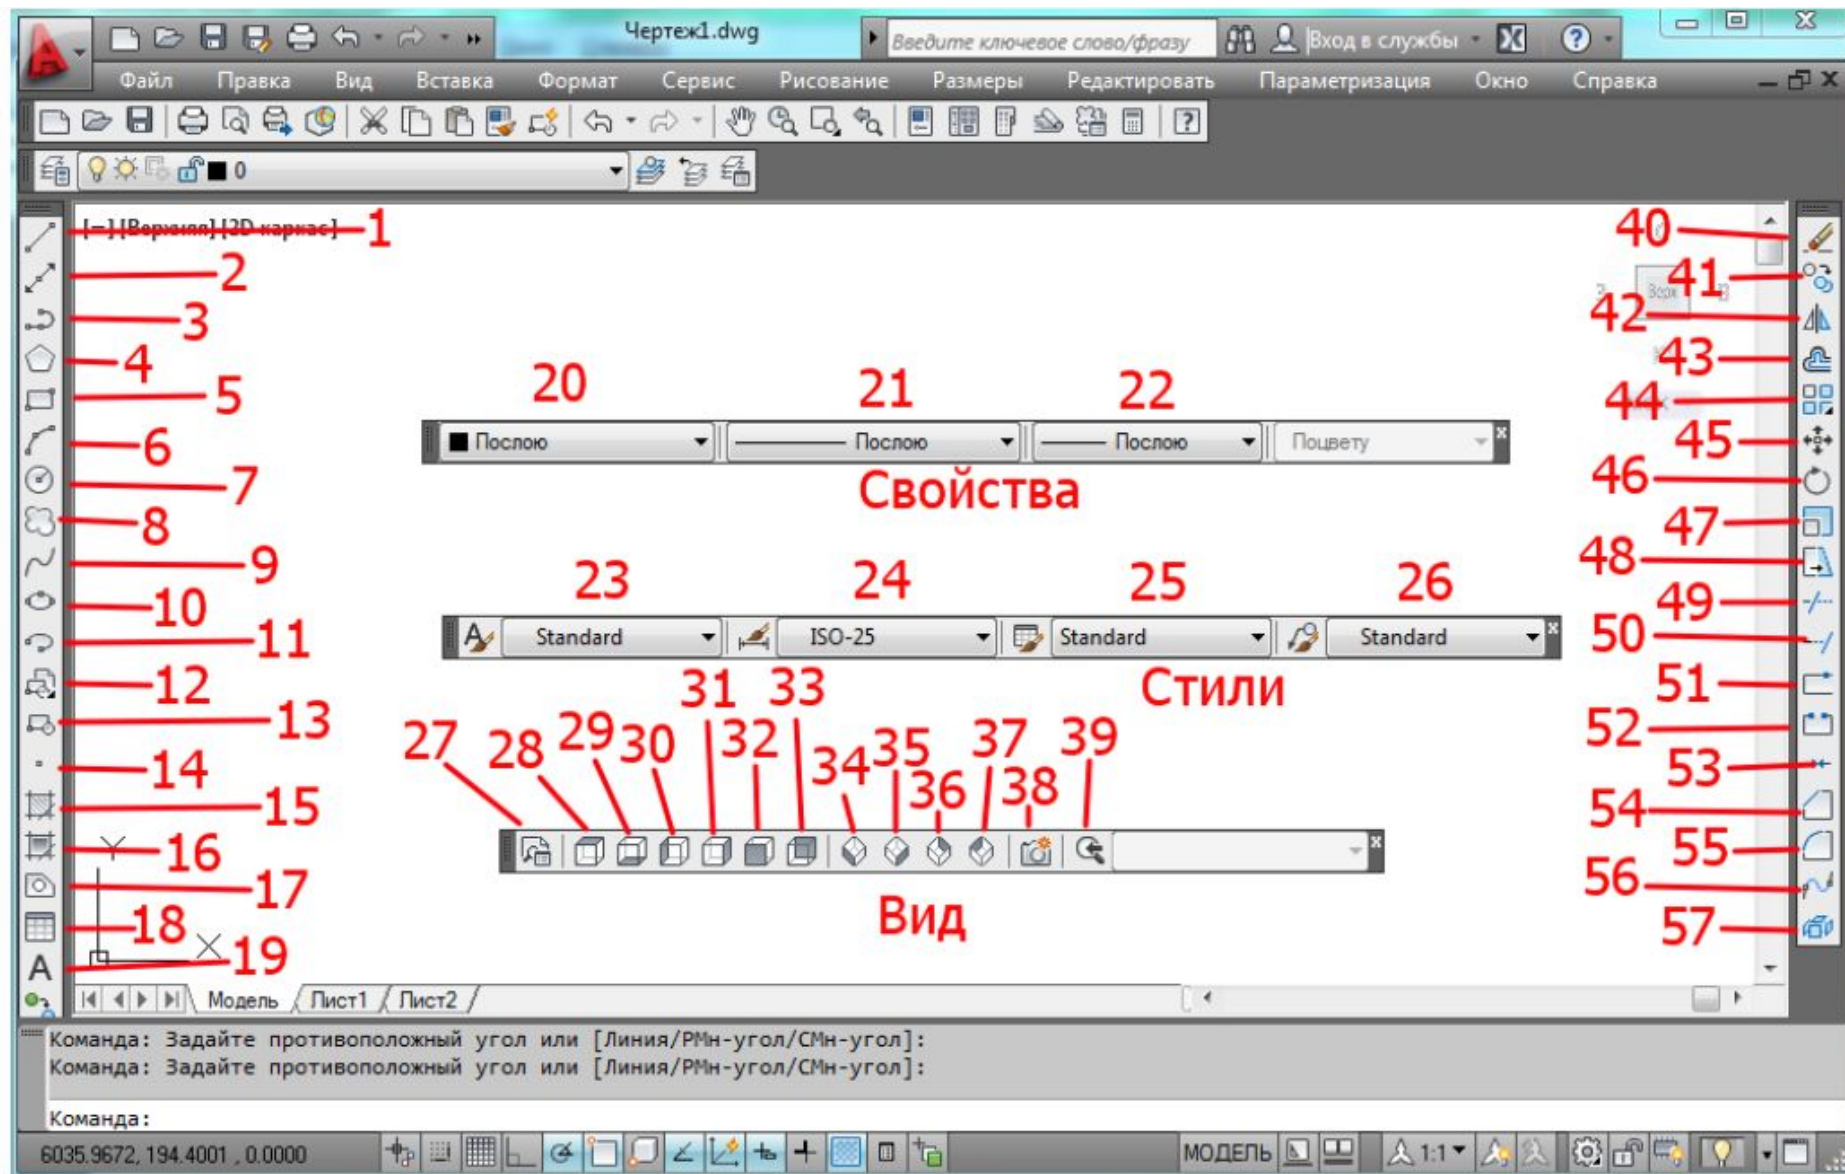 Чертеж1.dwg
Введите ключевое слово/фразу
Вход в службы
Файл Правка Вид Вставка Формат Сервис Рисование Размеры Редактировать Параметризация Окно Справка
0
[−] [Верхняя] [2D каркас] 1
2
3
4
5
6
7
8
9
10
11
12
13
14
15
16
17
18
19
20 21 22
Послою Послою Послою Поцвету
Свойства
23 24 25 26
Standard ISO-25 Standard Standard
Стили
27 28 29 30 31 32 33 34 35 36 37 38 39
Вид
Верх
40
41
42
43
44
45
46
47
48
49
50
51
52
53
54
55
56
57
Y
X
A
Модель Лист1 Лист2
Команда: Задайте противоположный угол или [Линия/РМн-угол/СМн-угол]:
Команда: Задайте противоположный угол или [Линия/РМн-угол/СМн-угол]:
Команда:
6035.9672, 194.4001 , 0.0000 МОДЕЛЬ 1:1